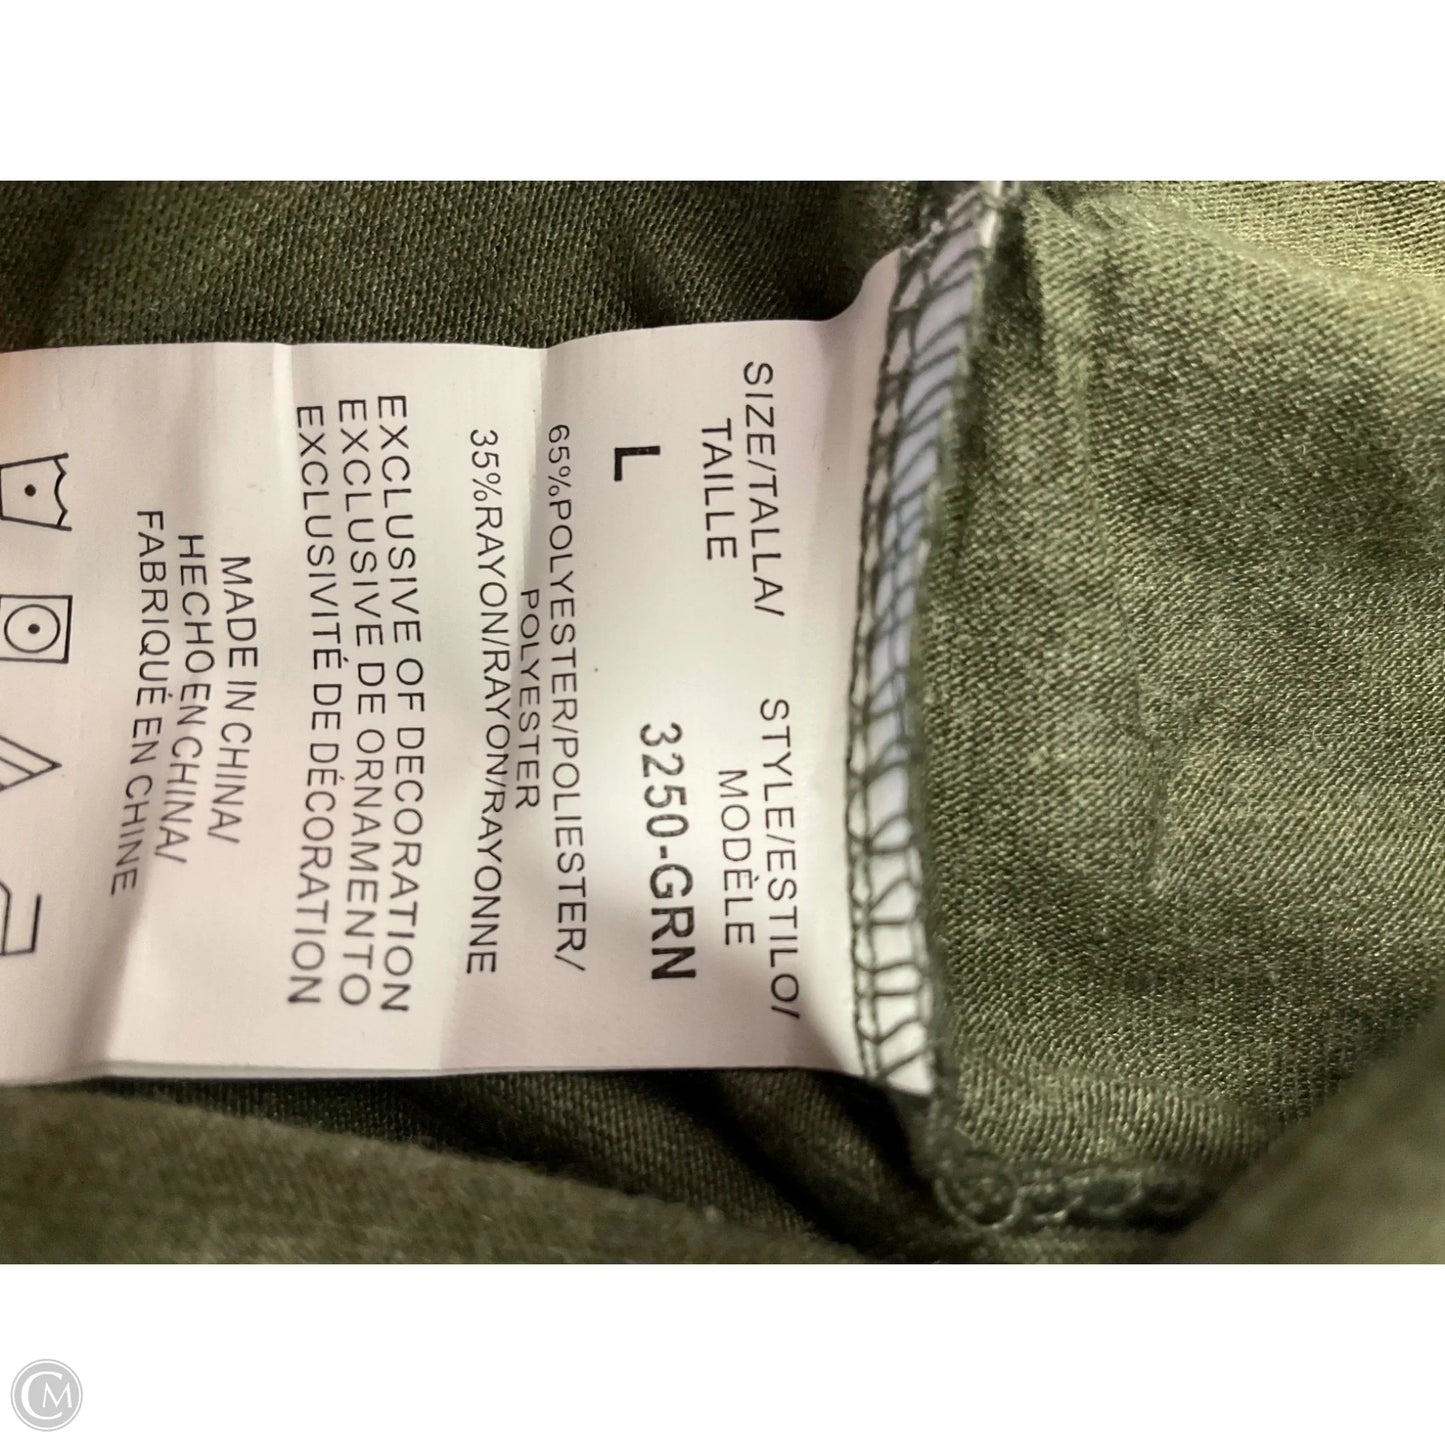 SIZE/TALLA/
TAILLE
STYLE/ESTILO/
MODÈLE
L
3250-GRN
65%POLYESTER/POLIESTER/
POLYESTER
35%RAYON/RAYON/RAYONNE
EXCLUSIVE OF DECORATION
EXCLUSIVE DE ORNAMENTO
EXCLUSIVITÉ DE DÉCORATION
MADE IN CHINA/
HECHO EN CHINA/
FABRIQUÉ EN CHINE
CM